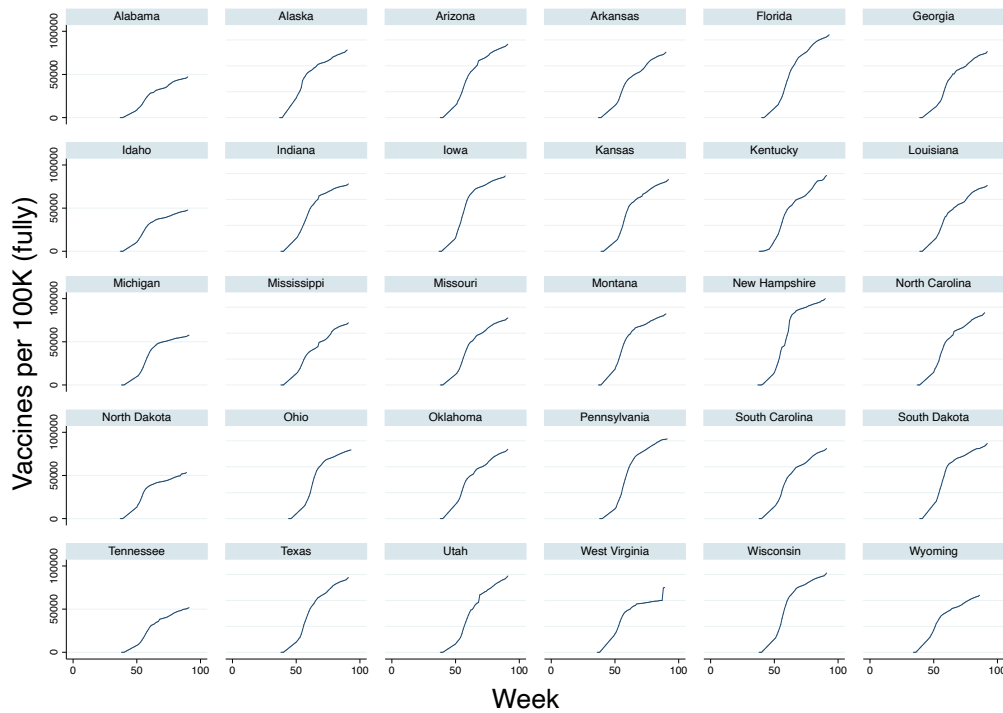 Vaccines per 100K (fully)
Alabama Alaska Arizona Arkansas Florida Georgia
100000
50000
0
Idaho Indiana Iowa Kansas Kentucky Louisiana
100000
50000
0
Michigan Mississippi Missouri Montana New Hampshire North Carolina
100000
50000
0
North Dakota Ohio Oklahoma Pennsylvania South Carolina South Dakota
100000
50000
0
Tennessee Texas Utah West Virginia Wisconsin Wyoming
100000
50000
0
0 50 100 0 50 100 0 50 100 0 50 100 0 50 100 0 50 100
Week